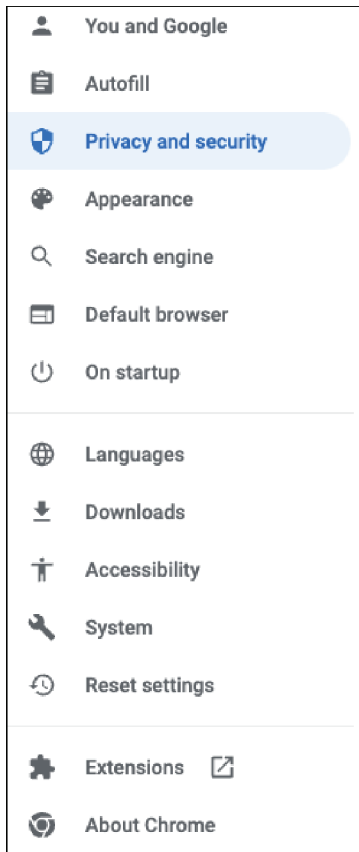 You and Google
Autofill
Privacy and security
Appearance
Search engine
Default browser
On startup
Languages
Downloads
Accessibility
System
Reset settings
Extensions
About Chrome